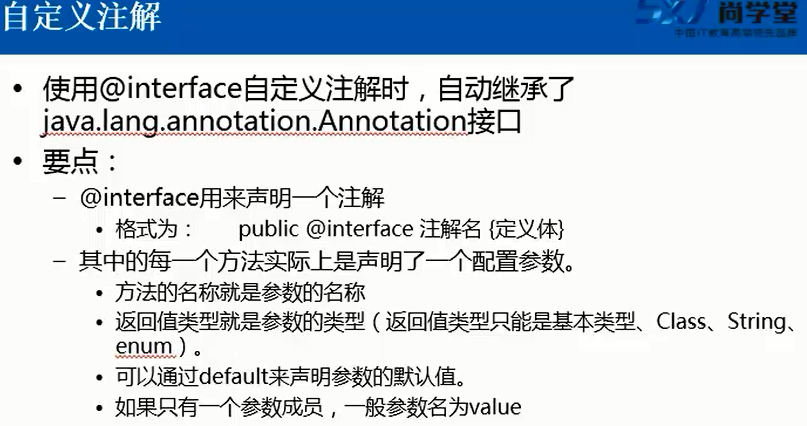 自定义注解
SXT 尚学堂
中国IT教育高端领先品牌
• 使用@interface自定义注解时，自动继承了
java.lang.annotation.Annotation接口
• 要点：
– @interface用来声明一个注解
• 格式为： public @interface 注解名 {定义体}
– 其中的每一个方法实际上是声明了一个配置参数。
• 方法的名称就是参数的名称
• 返回值类型就是参数的类型（返回值类型只能是基本类型、Class、String、
enum）。
• 可以通过default来声明参数的默认值。
• 如果只有一个参数成员，一般参数名为value